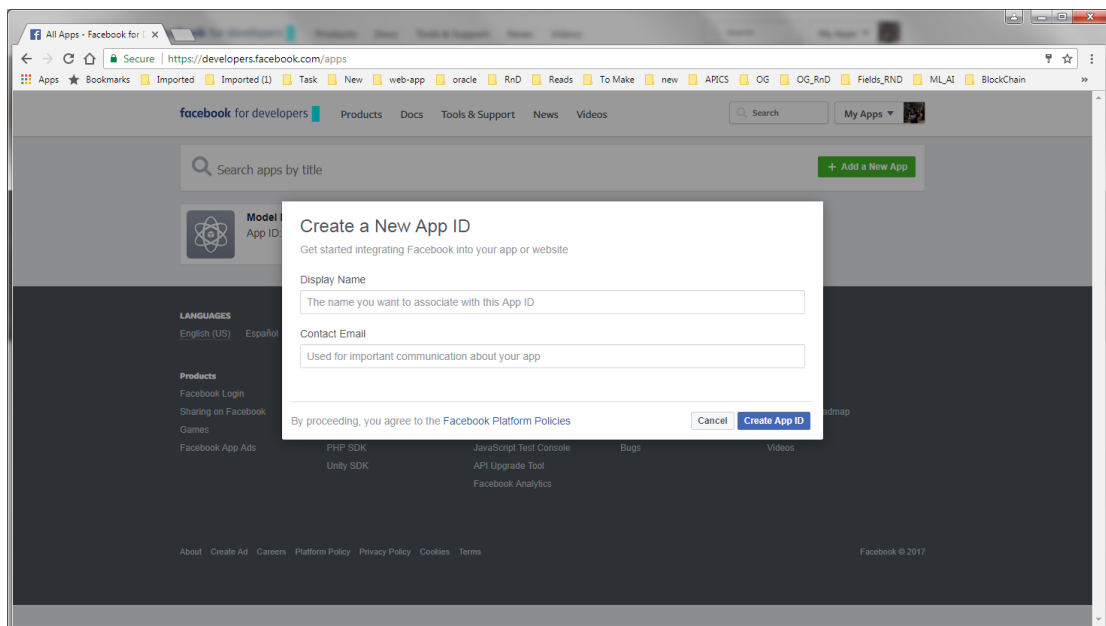 All Apps - Facebook for D
Secure | https://developers.facebook.com/apps
Apps Bookmarks Imported Imported (1) Task New web-app oracle RnD Reads To Make new APICS OG OG_RnD Fields_RND ML_AI BlockChain »
facebook for developers Products Docs Tools & Support News Videos Search My Apps
Search apps by title + Add a New App
Model
App ID:
Create a New App ID
Get started integrating Facebook into your app or website
Display Name
The name you want to associate with this App ID
Contact Email
Used for important communication about your app
By proceeding, you agree to the Facebook Platform Policies Cancel Create App ID
LANGUAGES
English (US) Español
Products
Facebook Login
Sharing on Facebook admap
Games
Facebook App Ads PHP SDK JavaScript Test Console Bugs Videos
Unity SDK API Upgrade Tool
Facebook Analytics
About Create Ad Careers Platform Policy Privacy Policy Cookies Terms Facebook © 2017